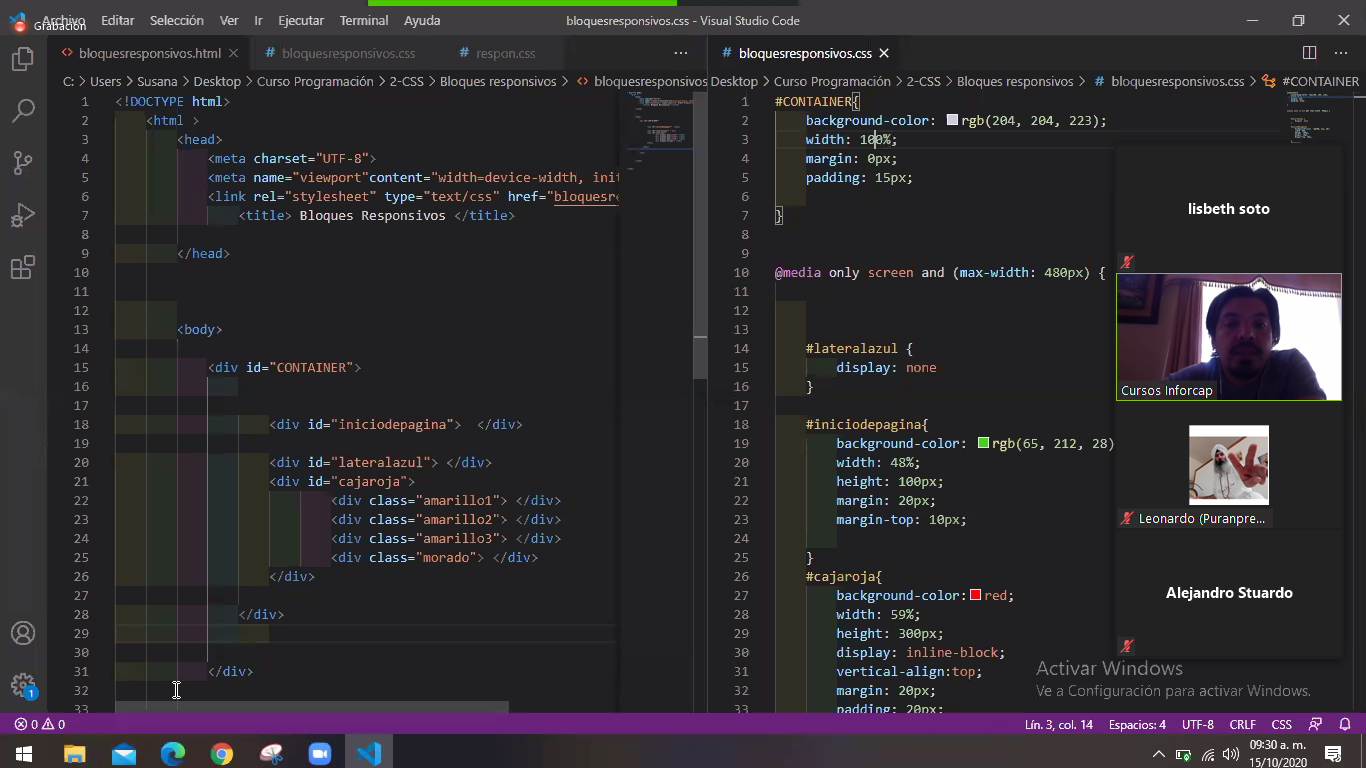 Archivo Editar Selección Ver Ir Ejecutar Terminal Ayuda bloquesresponsivos.css - Visual Studio Code
Grabación
bloquesresponsivos.html bloquesresponsivos.css respon.css ··· bloquesresponsivos.css ···
C: > Users > Susana > Desktop > Curso Programación > 2-CSS > Bloques responsivos > bloquesresponsivos
Desktop > Curso Programación > 2-CSS > Bloques responsivos > bloquesresponsivos.css > #CONTAINER
1 <!DOCTYPE html>
2 <html >
3 <head>
4 <meta charset="UTF-8">
5 <meta name="viewport"content="width=device-width, init
6 <link rel="stylesheet" type="text/css" href="bloquesre
7 <title> Bloques Responsivos </title>
8
9 </head>
10
11
12
13 <body>
14
15 <div id="CONTAINER">
16
17
18 <div id="iniciodepagina"> </div>
19
20 <div id="lateralazul"> </div>
21 <div id="cajaroja">
22 <div class="amarillo1"> </div>
23 <div class="amarillo2"> </div>
24 <div class="amarillo3"> </div>
25 <div class="morado"> </div>
26 </div>
27
28 </div>
29
30
31 </div>
32
33
1 #CONTAINER{
2 background-color: rgb(204, 204, 223);
3 width: 100%;
4 margin: 0px;
5 padding: 15px;
6
7 }
8
9
10 @media only screen and (max-width: 480px) {
11
12
13
14 #lateralazul {
15 display: none
16 }
17
18 #iniciodepagina{
19 background-color: rgb(65, 212, 28)
20 width: 48%;
21 height: 100px;
22 margin: 20px;
23 margin-top: 10px;
24
25 }
26 #cajaroja{
27 background-color: red;
28 width: 59%;
29 height: 300px;
30 display: inline-block;
31 vertical-align:top;
32 margin: 20px;
33 padding: 20px;
lisbeth soto
Cursos Inforcap
Leonardo (Puranpre...
Alejandro Stuardo
Activar Windows
Ve a Configuración para activar Windows.
1
0 0 Lín. 3, col. 14 Espacios: 4 UTF-8 CRLF CSS
09:30 a. m.
15/10/2020